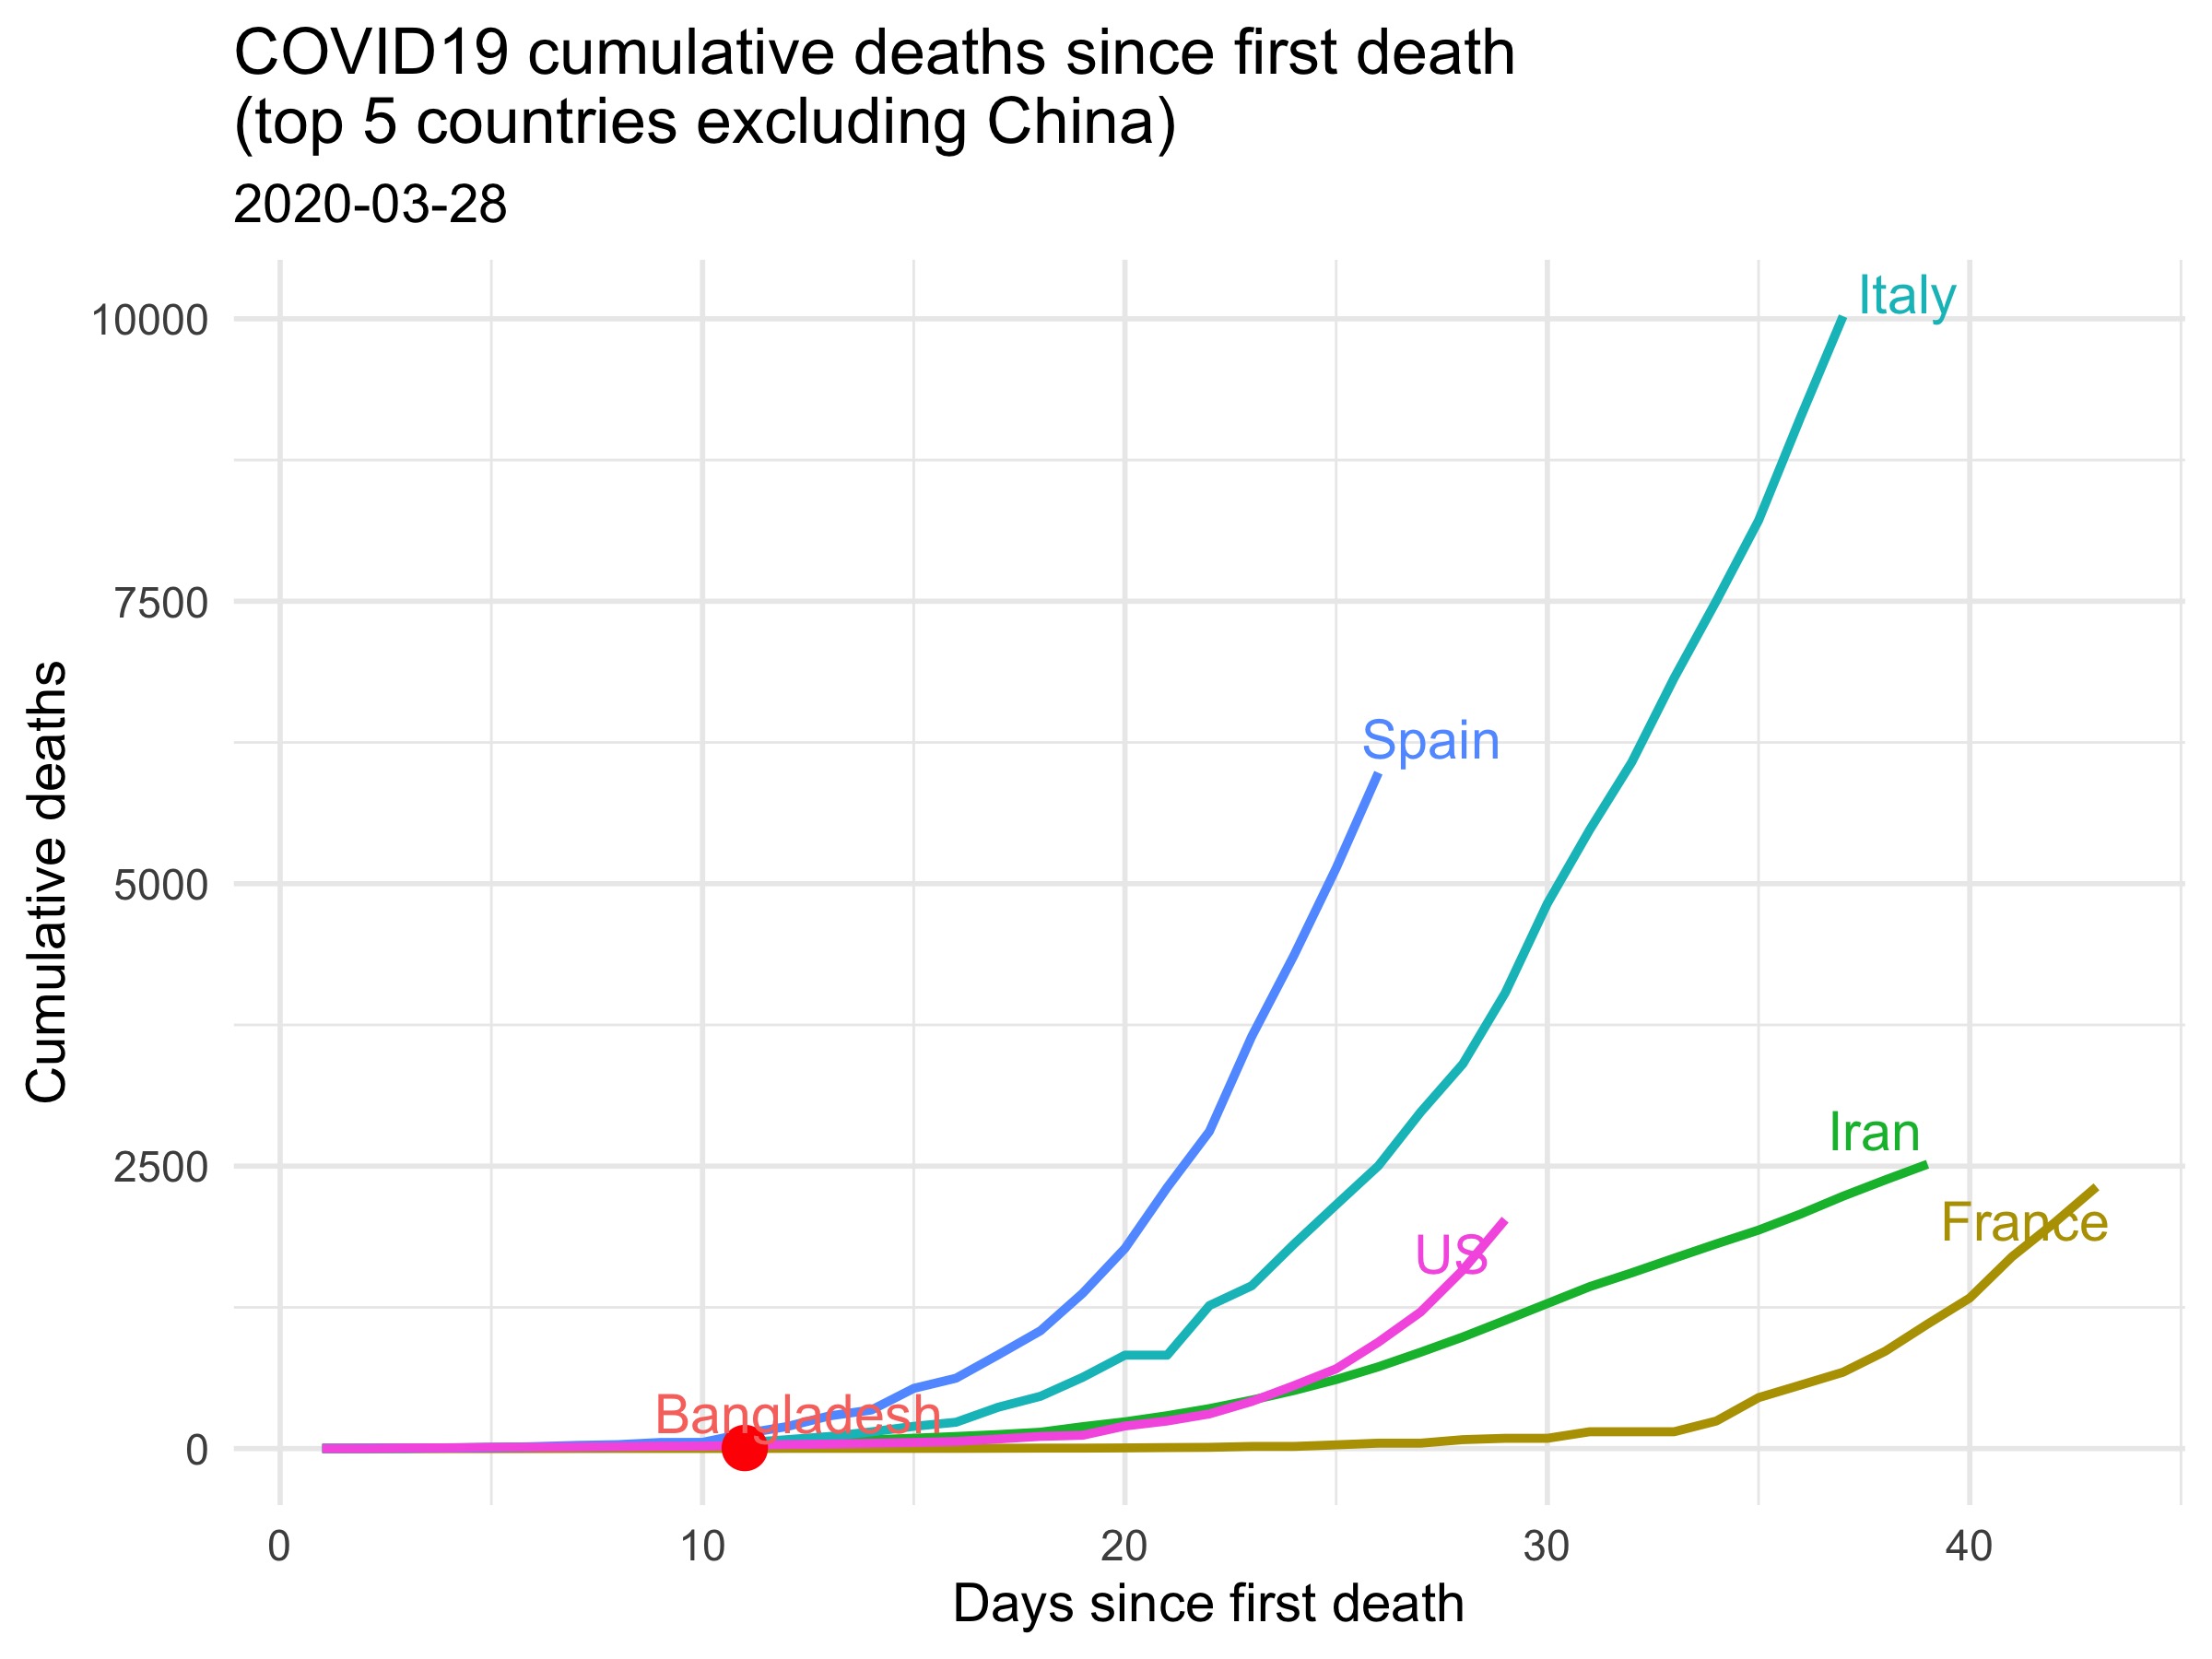 COVID19 cumulative deaths since first death
(top 5 countries excluding China)
2020-03-28
Cumulative deaths
10000
7500
5000
2500
0
Italy
Spain
Iran
France
US
Bangladesh
0 10 20 30 40
Days since first death